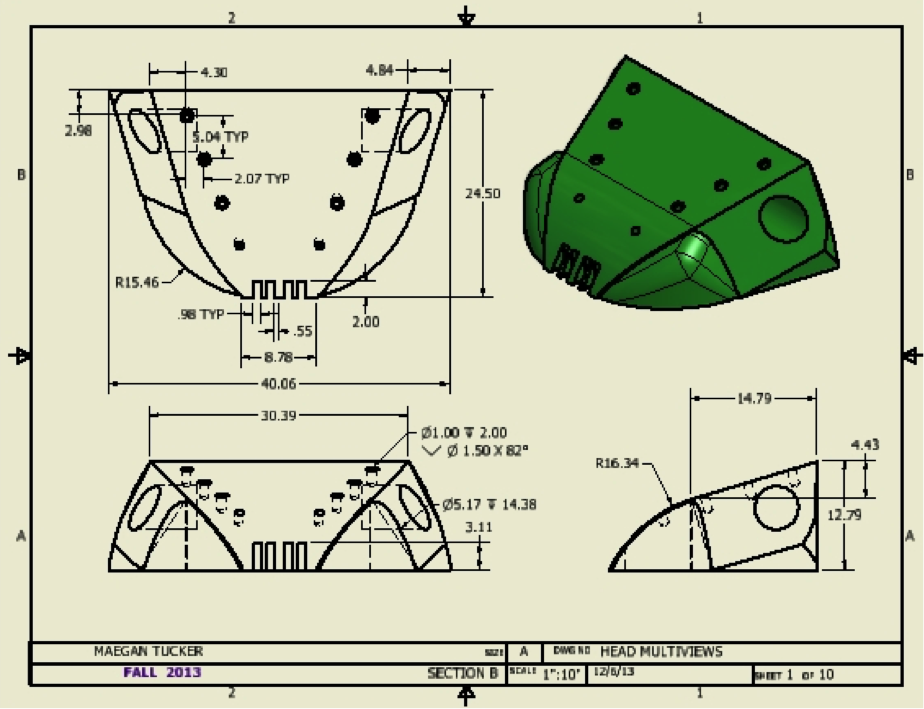 2 1
4.30 4.84
2.98
5.04 TYP
B B
2.07 TYP
24.50
R15.46
.98 TYP .55 2.00
8.78
40.06
30.39
14.79
Ø1.00 ↧ 2.00
⌵ Ø 1.50 X 82°
4.43
R16.34
Ø5.17 ↧ 14.38
12.79
3.11
A A
MAEGAN TUCKER SIZE A DWG NO HEAD MULTIVIEWS
FALL 2013 SECTION B SCALE 1":10' 12/6/13 SHEET 1 OF 10
2 1